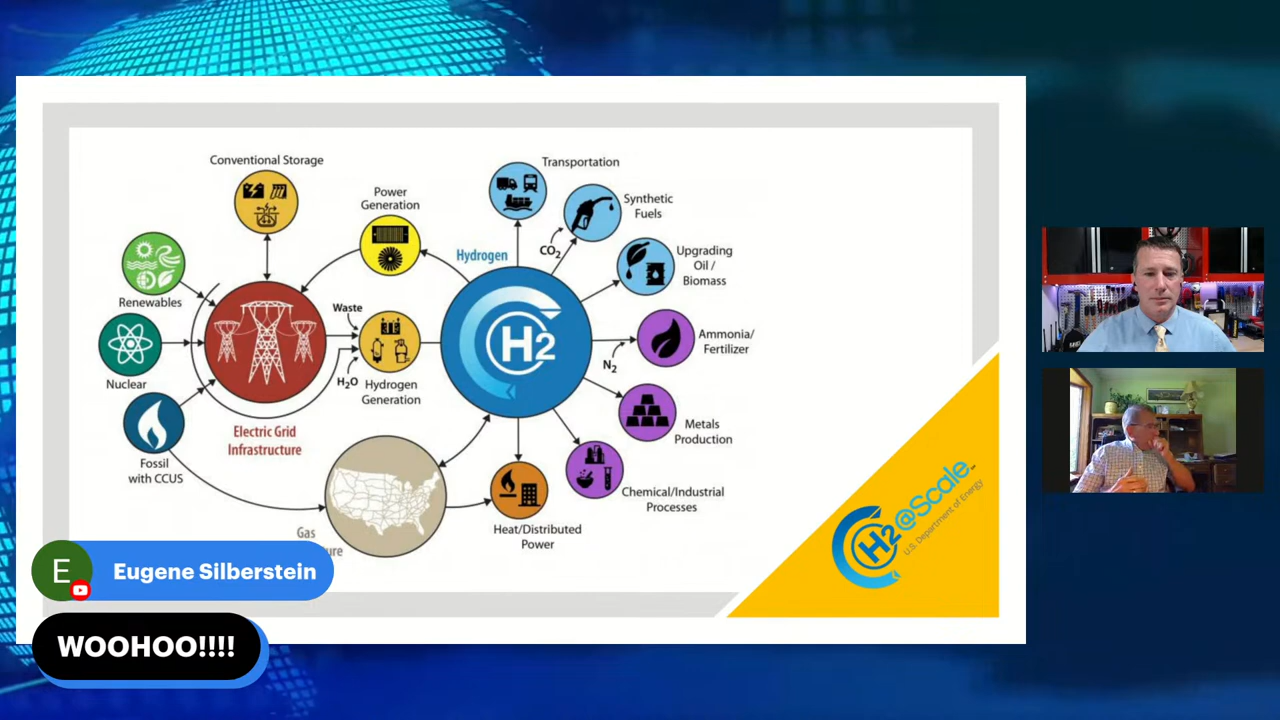 Conventional Storage
Power
Generation
Renewables
Nuclear
Fossil
with CCUS
Electric Grid
Infrastructure
Waste
H2O
Hydrogen
Generation
Hydrogen
H2
Transportation
CO2
Synthetic
Fuels
Upgrading
Oil /
Biomass
N2
Ammonia/
Fertilizer
Metals
Production
Chemical/Industrial
Processes
Heat/Distributed
Power
Gas
ure
H2@Scale
U.S. Department of Energy
E
Eugene Silberstein
WOOHOO!!!!